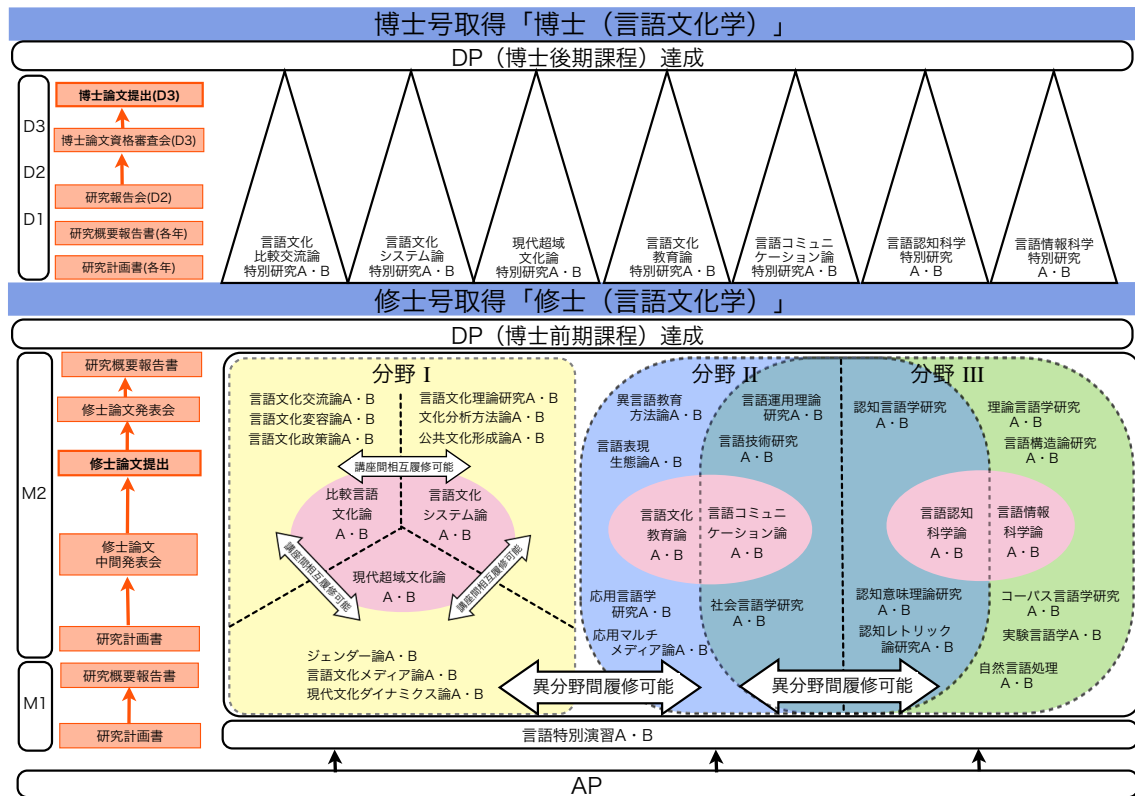 博士号取得「博士（言語文化学）」
DP（博士後期課程）達成
D3
D2
D1
博士論文提出(D3)
博士論文資格審査会(D3)
研究報告会(D2)
研究概要報告書(各年)
研究計画書(各年)
言語文化
比較交流論
特別研究A・B
言語文化
システム論
特別研究A・B
現代超域
文化論
特別研究A・B
言語文化
教育論
特別研究A・B
言語コミュニ
ケーション論
特別研究A・B
言語認知科学
特別研究
A・B
言語情報科学
特別研究
A・B
修士号取得「修士（言語文化学）」
DP（博士前期課程）達成
M2
M1
研究概要報告書
修士論文発表会
修士論文提出
修士論文
中間発表会
研究計画書
研究概要報告書
研究計画書
分野 I
言語文化交流論A・B
言語文化変容論A・B
言語文化政策論A・B
言語文化理論研究A・B
文化分析方法論A・B
公共文化形成論A・B
講座間相互履修可能
比較言語
文化論
A・B
言語文化
システム論
A・B
講座間相互履修可能
現代超域文化論
A・B
講座間相互履修可能
ジェンダー論A・B
言語文化メディア論A・B
現代文化ダイナミクス論A・B
異分野間履修可能
分野 II
異言語教育
方法論A・B
言語表現
生態論A・B
言語運用理論
研究A・B
言語技術研究
A・B
言語文化
教育論
A・B
言語コミュニ
ケーション論
A・B
応用言語学
研究A・B
応用マルチ
メディア論A・B
社会言語学研究
A・B
異分野間履修可能
分野 III
認知言語学研究
A・B
理論言語学研究
A・B
言語構造論研究
A・B
言語認知
科学論
A・B
言語情報
科学論
A・B
認知意味理論研究
A・B
認知レトリック
論研究A・B
コーパス言語学研究
A・B
実験言語学A・B
自然言語処理
A・B
言語特別演習A・B
AP